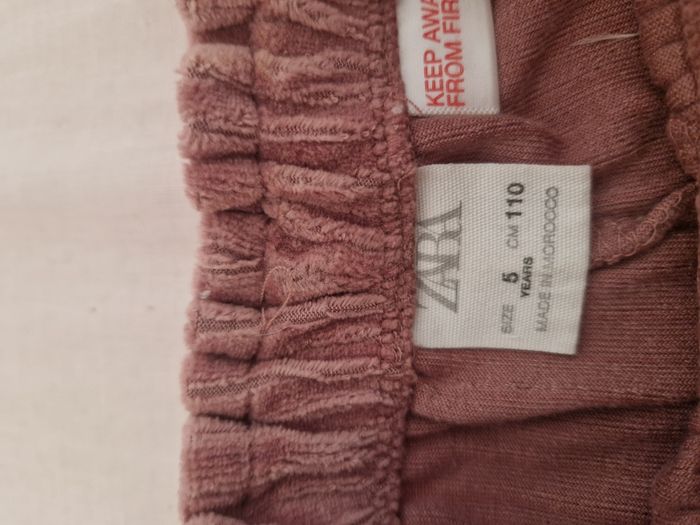 KEEP AWA
FROM FIR
ZARA
SIZE 5 CM 110
YEARS
MADE IN MOROCCO